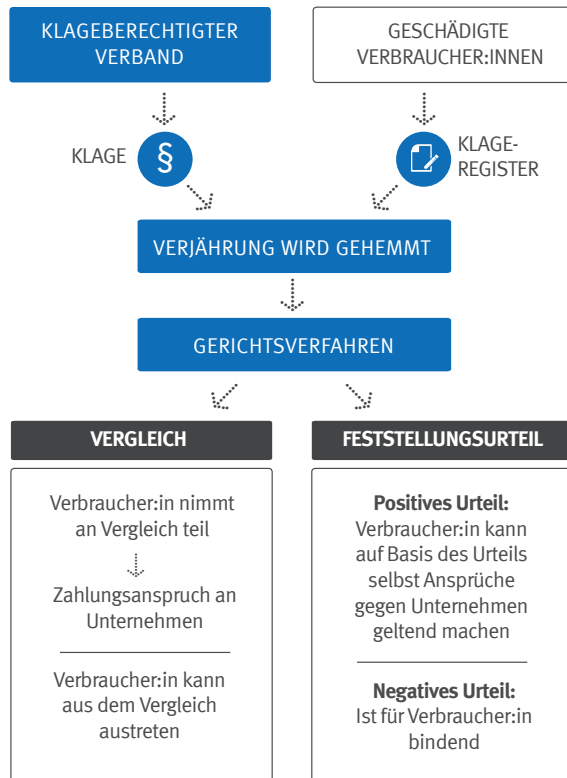 KLAGEBERECHTIGTER
VERBAND
GESCHÄDIGTE
VERBRAUCHER:INNEN
KLAGE
§
KLAGE-
REGISTER
VERJÄHRUNG WIRD GEHEMMT
GERICHTSVERFAHREN
VERGLEICH
Verbraucher:in nimmt
an Vergleich teil
Zahlungsanspruch an
Unternehmen
Verbraucher:in kann
aus dem Vergleich
austreten
FESTSTELLUNGSURTEIL
Positives Urteil:
Verbraucher:in kann
auf Basis des Urteils
selbst Ansprüche
gegen Unternehmen
geltend machen
Negatives Urteil:
Ist für Verbraucher:in
bindend